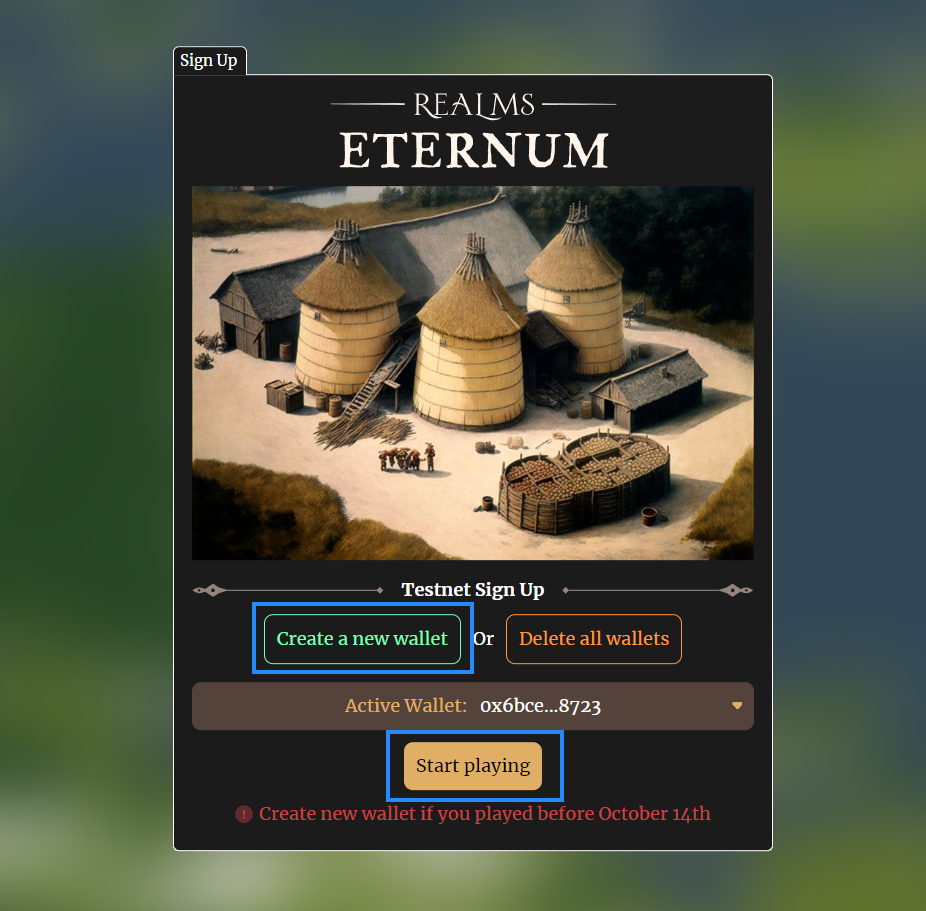 Sign Up
REALMS
ETERNUM
Testnet Sign Up
Create a new wallet Or Delete all wallets
Active Wallet: 0x6bce...8723
Start playing
! Create new wallet if you played before October 14th